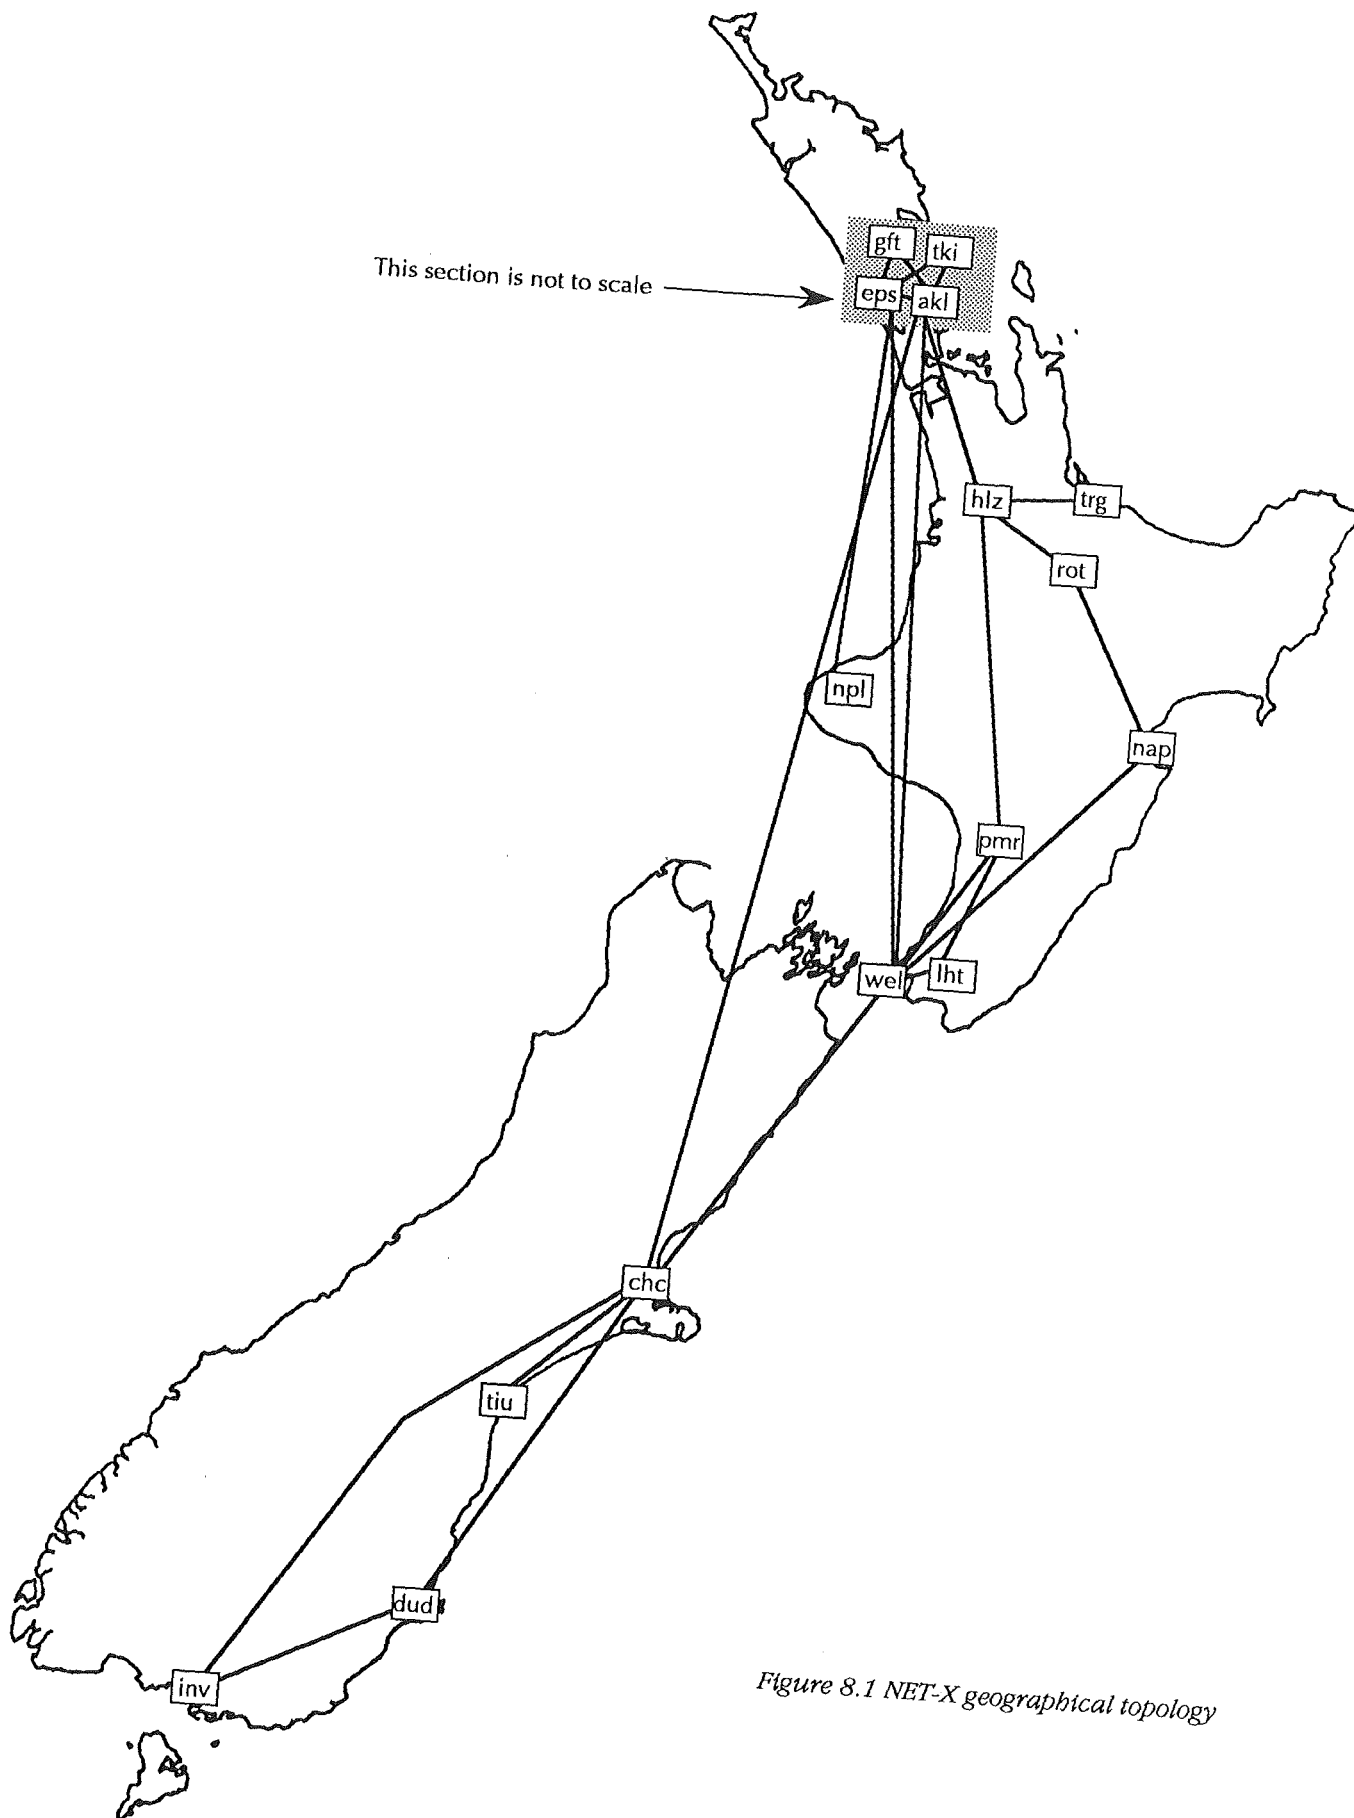 gft
tki
This section is not to scale
eps
akl
hlz
trg
rot
npl
nap
pmr
wel
lht
chc
tiu
dud
inv
Figure 8.1 NET-X geographical topology